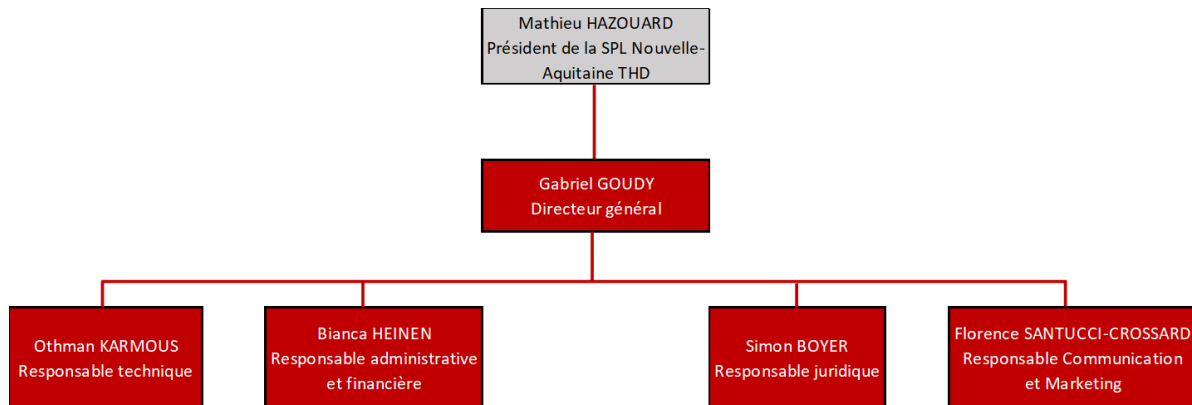 Mathieu HAZOUARD
Président de la SPL Nouvelle-
Aquitaine THD
Gabriel GOUDY
Directeur général
Othman KARMOUS
Responsable technique
Bianca HEINEN
Responsable administrative
et financière
Simon BOYER
Responsable juridique
Florence SANTUCCI-CROSSARD
Responsable Communication
et Marketing